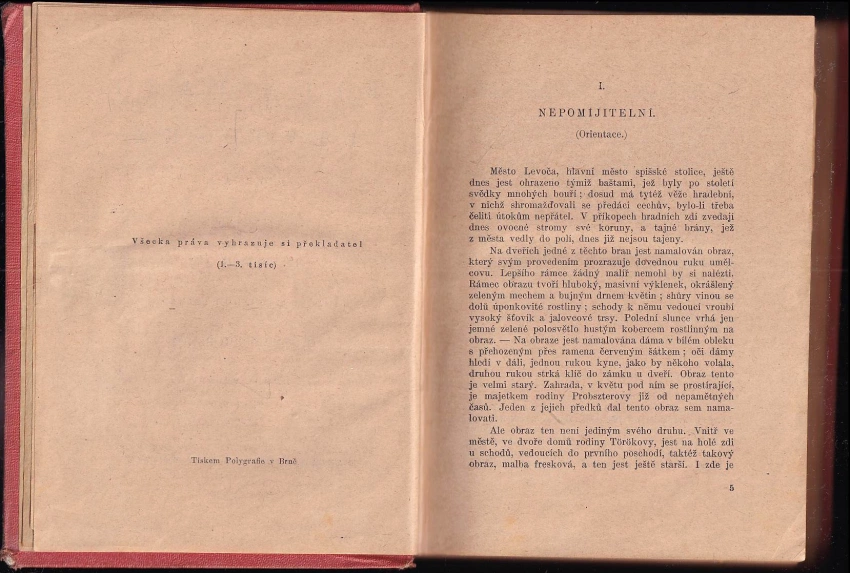 Všecka práva vyhrazuje si překladatel
(1.—3. tisíc)
Tiskem Polygrafie v Brně
I.
NEPOMÍJITELNÍ.
(Orientace.)
Město Levoča, hlavní město spišské stolice, ještě
dnes jest ohrazeno týmiž baštami, jež byly po století
svědky mnohých bouří; dosud má tytéž věže hradební,
v nichž shromažďovali se předáci cechův, bylo-li třeba
čeliti útokům nepřátel. V příkopech hradních zdí zvedají
dnes ovocné stromy své koruny, a tajné brány, jež
z města vedly do polí, dnes již nejsou tajeny.
Na dveřích jedné z těchto bran jest namalován obraz,
který svým provedením prozrazuje dovednou ruku uměl-
covu. Lepšího rámce žádný malíř nemohl by si nalézti.
Rámec obrazu tvoří hluboký, masivní výklenek, okrášlený
zeleným mechem a bujným drnem květin; shůry vinou se
dolů úponkovité rostliny; schody k němu vedoucí vroubí
vysoký šťovík a jalovcové trsy. Polední slunce vrhá jen
jemné zelené polosvětlo hustým kobercem rostlinným na
obraz. — Na obraze jest namalována dáma v bílém obleku
s přehozeným přes ramena červeným šátkem; oči dámy
hledí v dáli, jednou rukou kyne, jako by někoho volala,
druhou rukou strká klíč do zámku u dveří. Obraz tento
je velmi starý. Zahrada, v květu pod ním se prostírající,
je majetkem rodiny Probszterovy již od nepamětných
časů. Jeden z jejich předků dal tento obraz sem nama-
lovati.
Ale obraz ten není jediným svého druhu. Vnitř ve
městě, ve dvoře domů rodiny Törökovy, jest na holé zdi
u schodů, vedoucích do prvního poschodí, taktéž takový
obraz, malba fresková, a ten jest ještě starší. I zde je
5